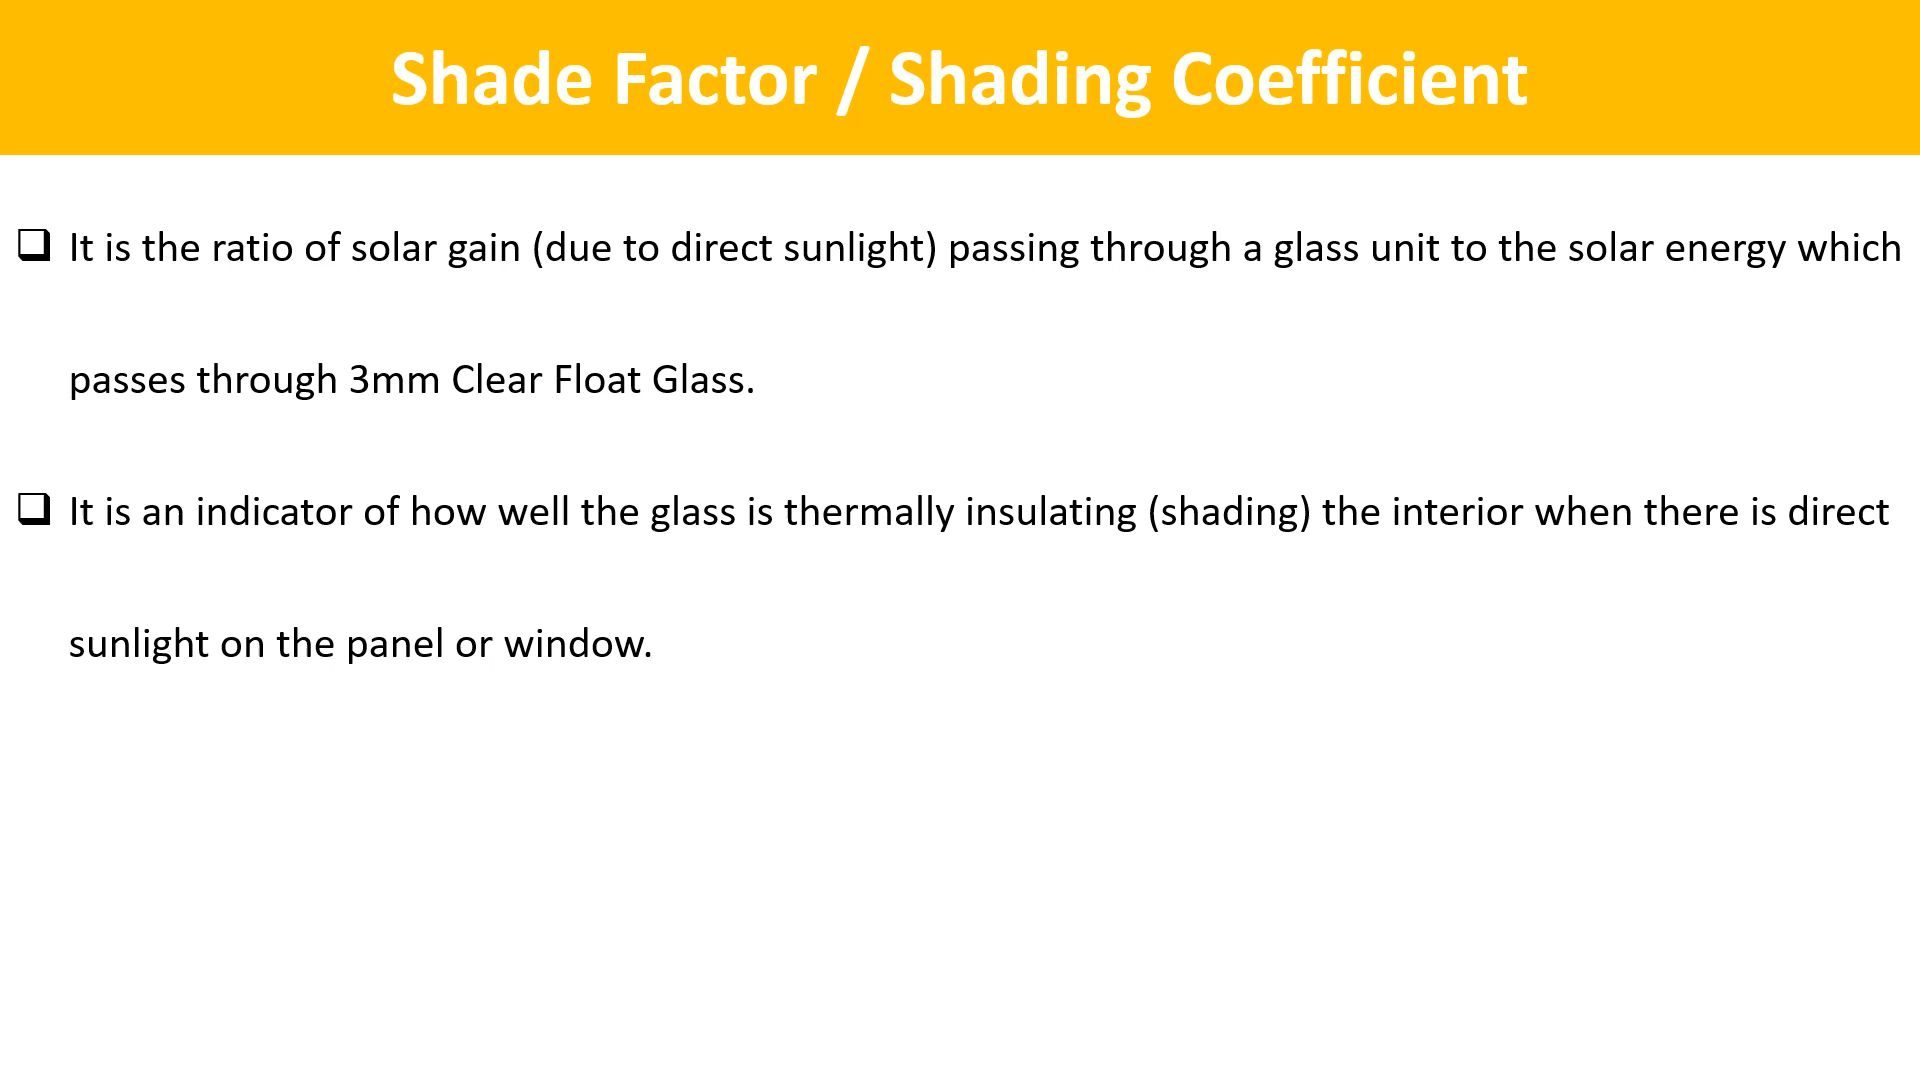 Shade Factor / Shading Coefficient
❑ It is the ratio of solar gain (due to direct sunlight) passing through a glass unit to the solar energy which
passes through 3mm Clear Float Glass.
❑ It is an indicator of how well the glass is thermally insulating (shading) the interior when there is direct
sunlight on the panel or window.